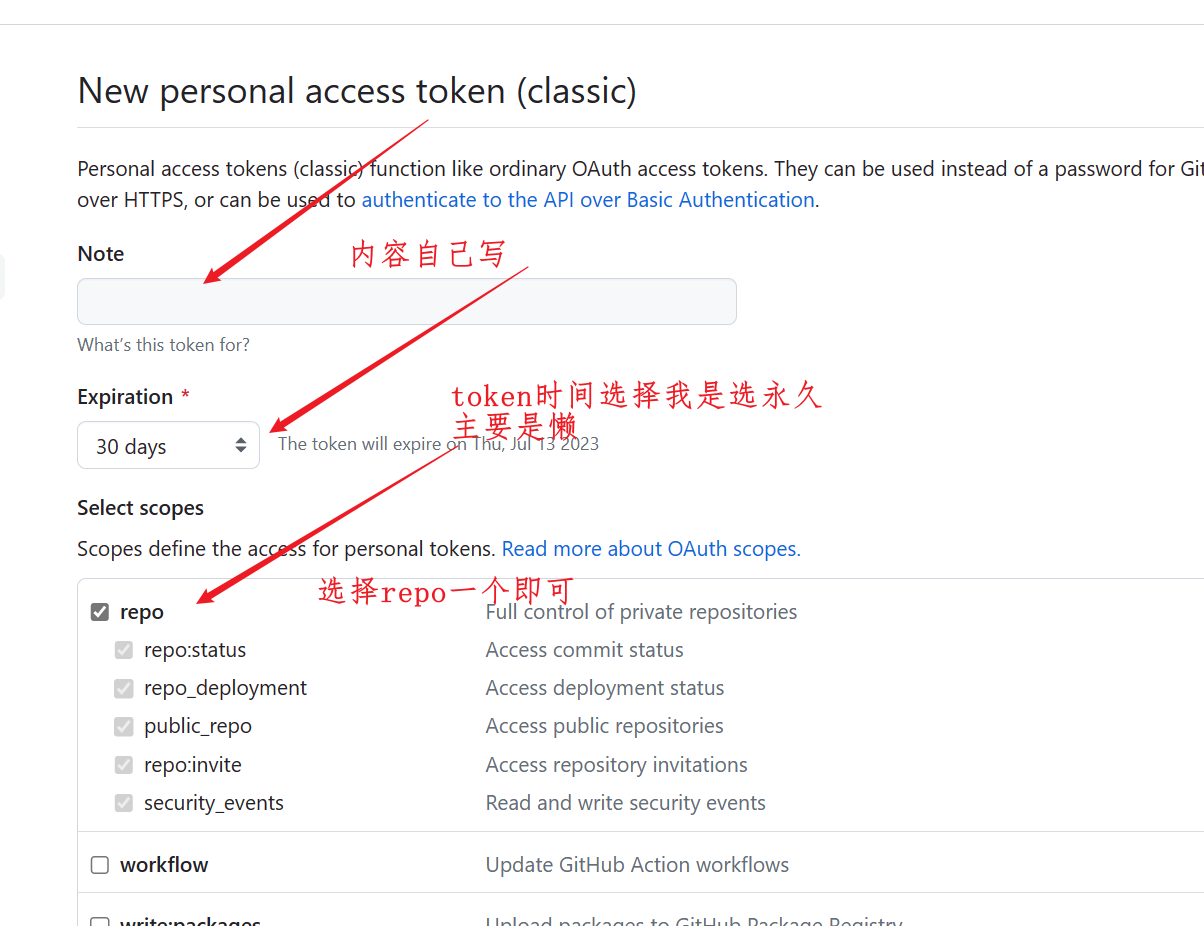 New personal access token (classic)
Personal access tokens (classic) function like ordinary OAuth access tokens. They can be used instead of a password for Git
over HTTPS, or can be used to authenticate to the API over Basic Authentication.
Note
内容自己写
What's this token for?
Expiration *
token时间选择我是选永久
主要是懒
30 days
The token will expire on Thu, Jul 13 2023
Select scopes
Scopes define the access for personal tokens. Read more about OAuth scopes.
选择repo一个即可
repo Full control of private repositories
repo:status Access commit status
repo_deployment Access deployment status
public_repo Access public repositories
repo:invite Access repository invitations
security_events Read and write security events
workflow Update GitHub Action workflows
write:packages Upload packages to GitHub Package Registry